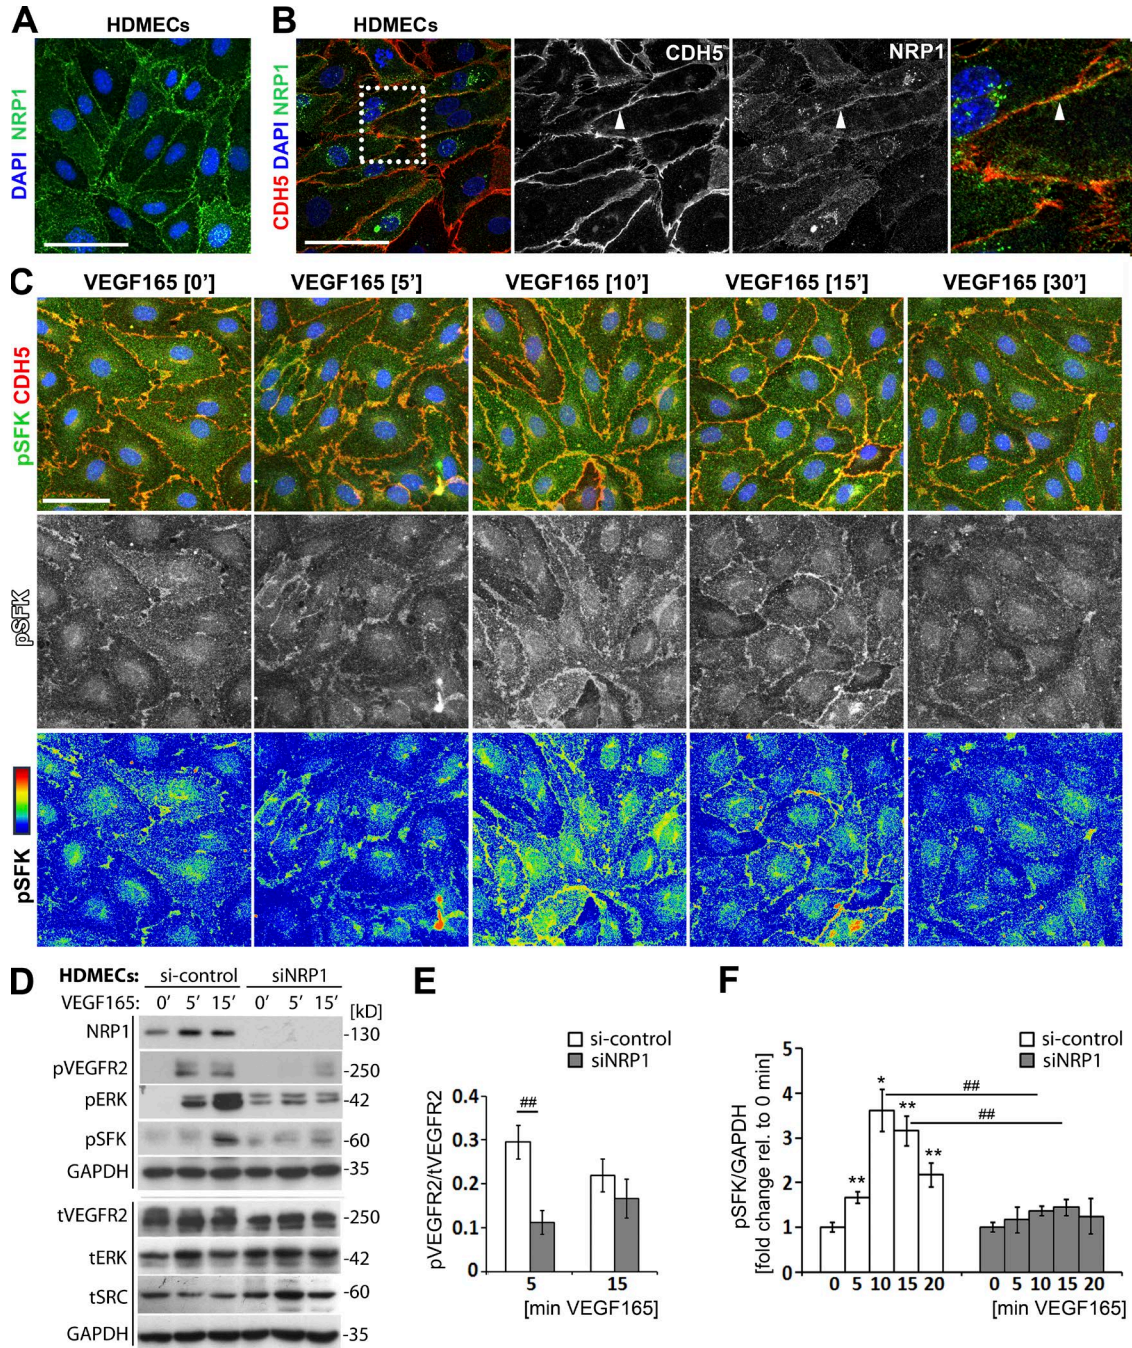 A
HDMECs
DAPI NRP1
B
HDMECs
CDH5 DAPI NRP1
CDH5
NRP1
C
VEGF165 [0’]
VEGF165 [5’]
VEGF165 [10’]
VEGF165 [15’]
VEGF165 [30’]
pSFK CDH5
pSFK
pSFK
D
HDMECs: si-control siNRP1
VEGF165: 0’ 5’ 15’ 0’ 5’ 15’ [kD]
NRP1 -130
pVEGFR2 -250
pERK -42
pSFK -60
GAPDH -35
tVEGFR2 -250
tERK -42
tSRC -60
GAPDH -35
E
si-control
siNRP1
pVEGFR2/tVEGFR2
0.4
0.3
0.2
0.1
0
##
5 15
[min VEGF165]
F
si-control
siNRP1
pSFK/GAPDH
[fold change rel. to 0 min]
5
4
3
2
1
0
** * ** **
##
##
0 5 10 15 20 0 5 10 15 20
[min VEGF165]